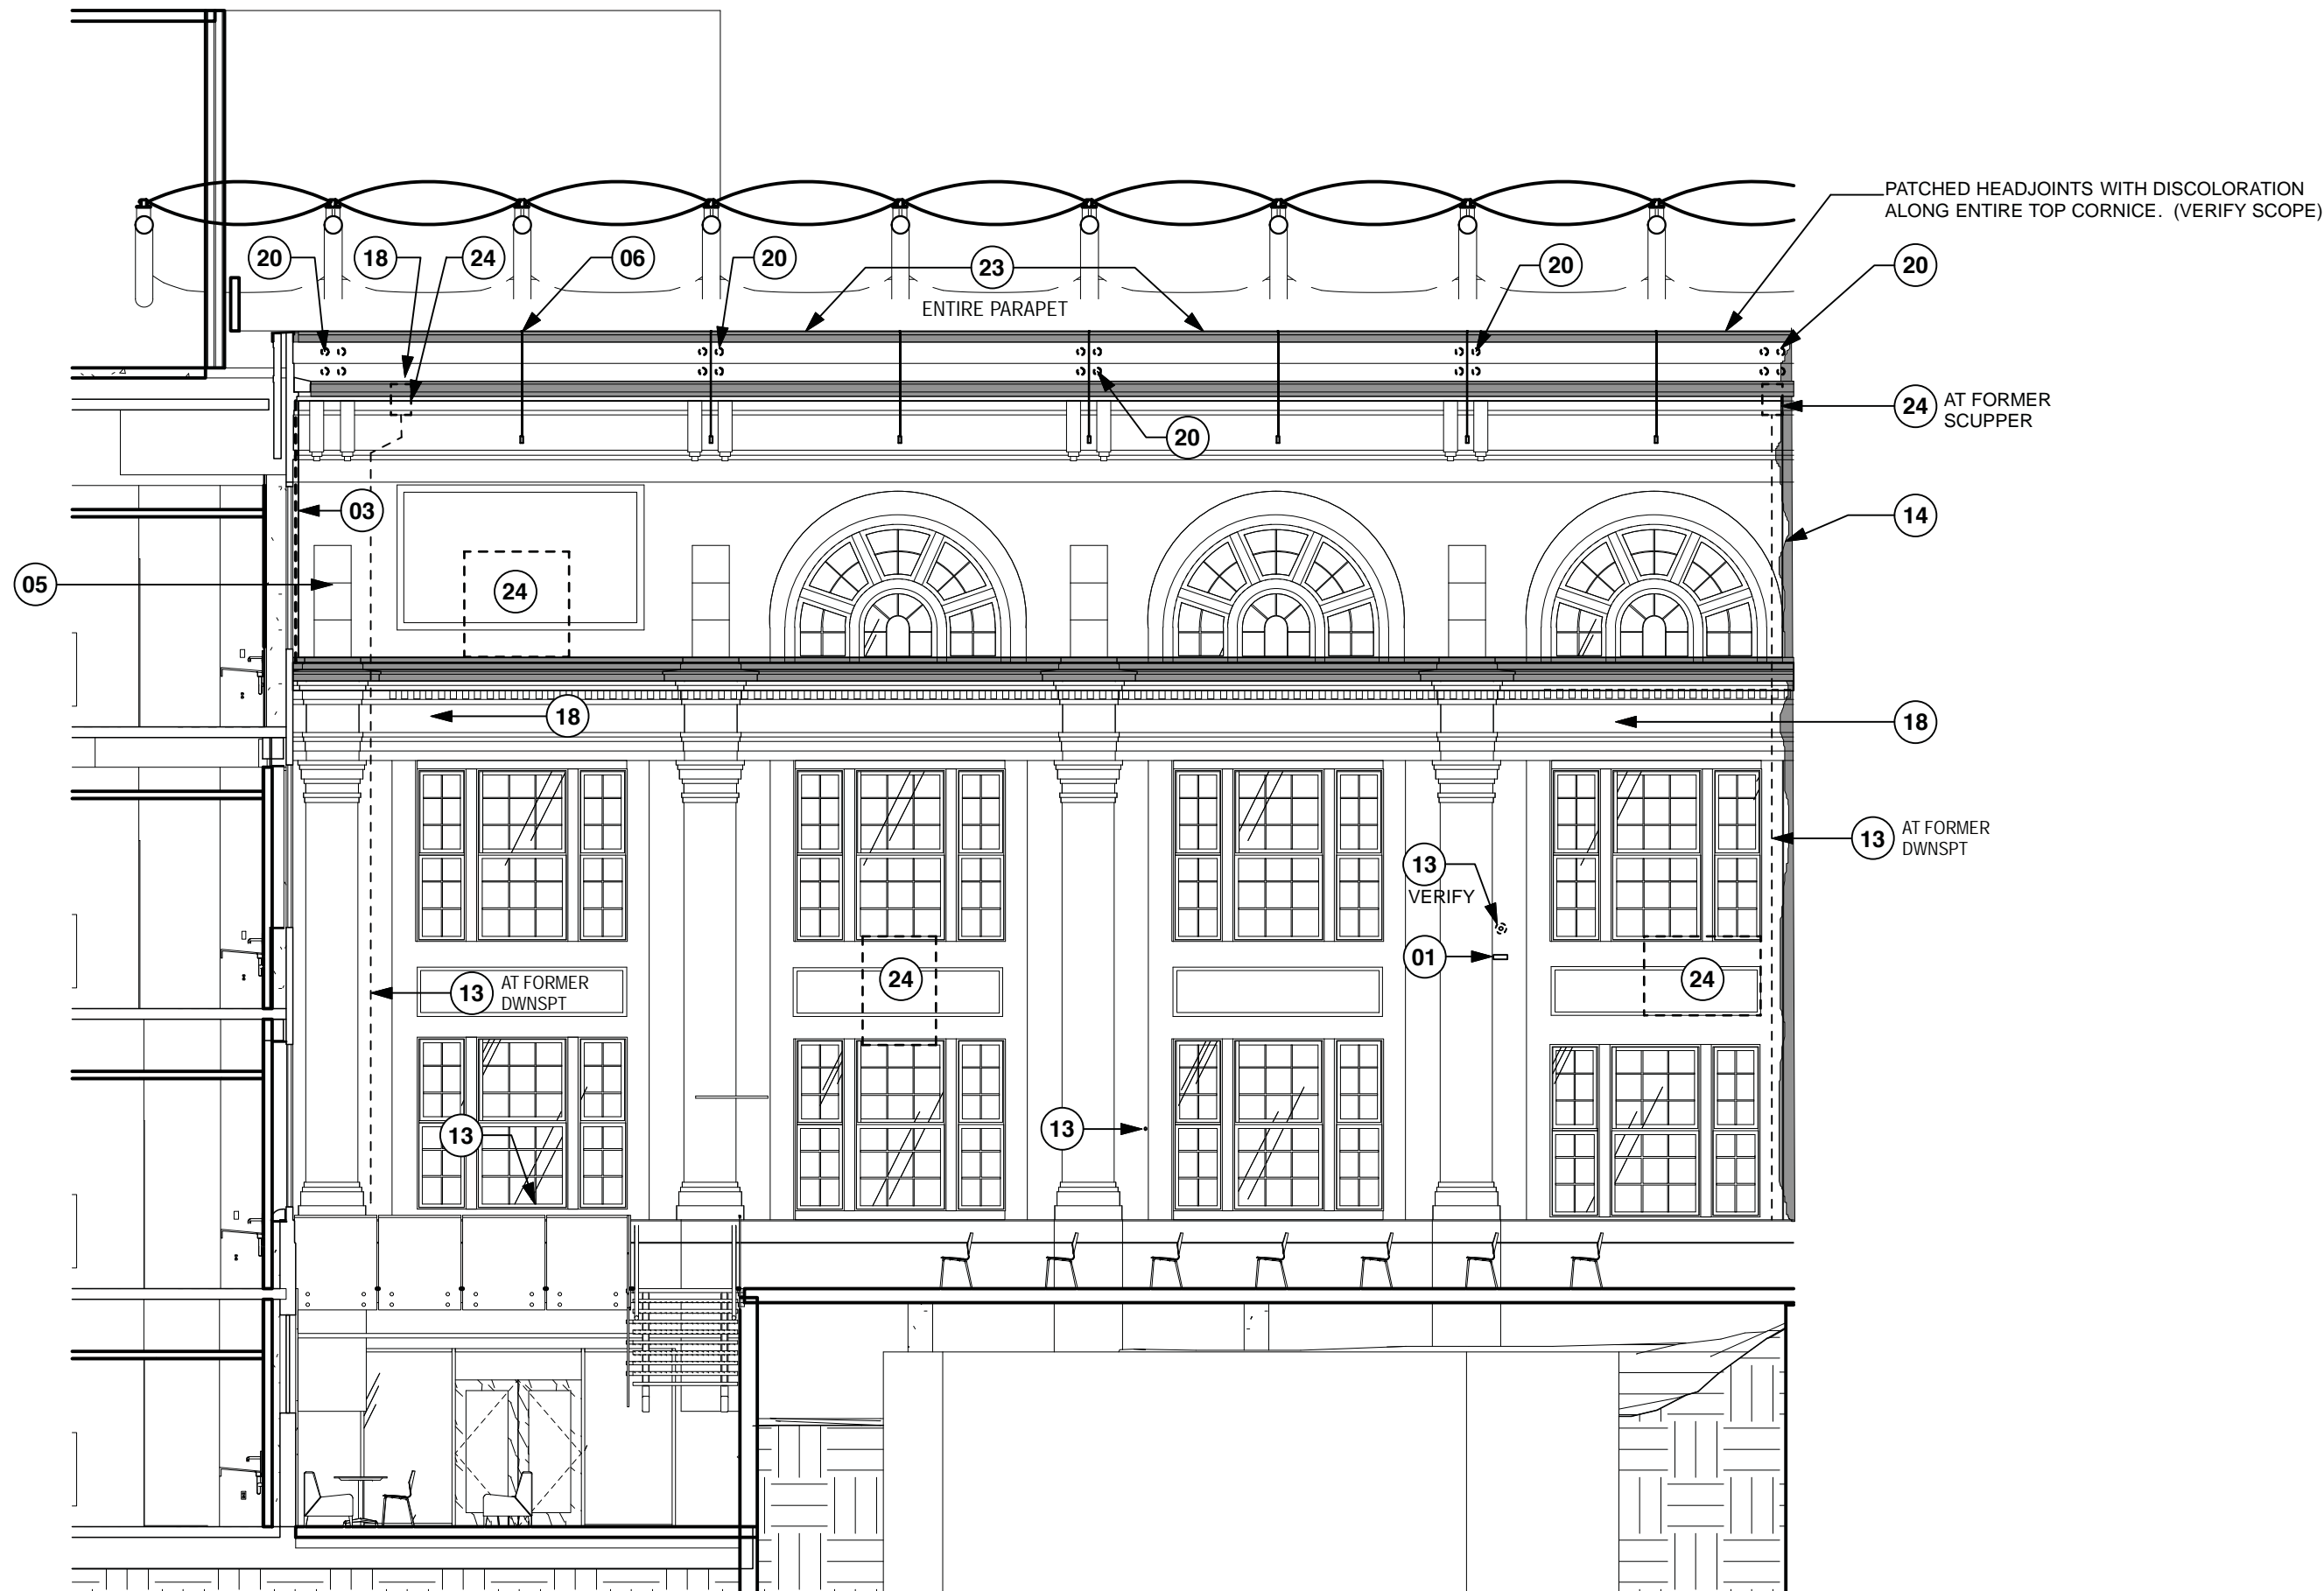 PATCHED HEADJOINTS WITH DISCOLORATION
ALONG ENTIRE TOP CORNICE. (VERIFY SCOPE)
20
18
24
06
20
23
20
20
ENTIRE PARAPET
24 AT FORMER
SCUPPER
20
03
14
05
24
18
18
13 AT FORMER
DWNSPT
13
VERIFY
01
24
24
13 AT FORMER
DWNSPT
13
13